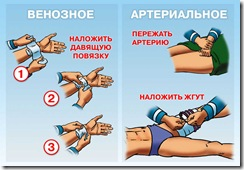 ВЕНОЗНОЕ
НАЛОЖИТЬ
ДАВЯЩУЮ
ПОВЯЗКУ
1
2
3
АРТЕРИАЛЬНОЕ
ПЕРЕЖАТЬ
АРТЕРИЮ
НАЛОЖИТЬ ЖГУТ